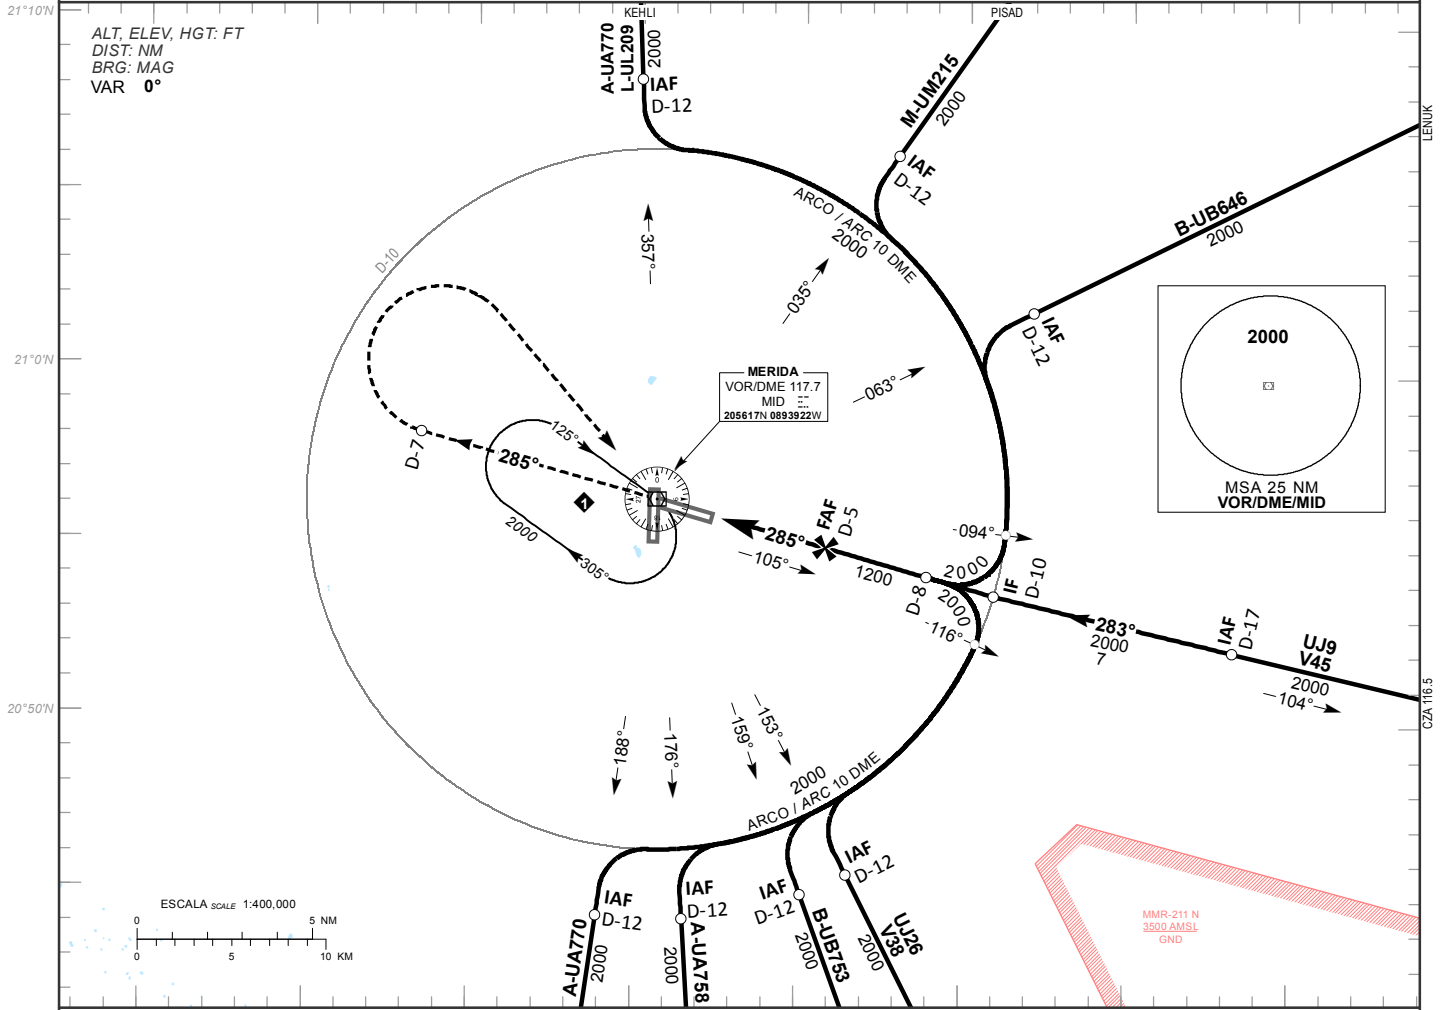 21°10'N
KEHLI
PISAD
ALT, ELEV, HGT: FT
DIST: NM
BRG: MAG
VAR 0°
A-UA770
L-UL209
2000
IAF
D-12
M-UM215
2000
IAF
D-12
LENUK
B-UB646
2000
IAF
D-12
ARCO / ARC 10 DME
2000
D-10
357°
035°
063°
21°0'N
2000
MSA 25 NM
VOR/DME/MID
MERIDA
VOR/DME 117.7
MID
205617N 0893922W
D-7
285°
125°
1
2000
305°
0
285°
105°
FAF
D-5
1200
D-8
2000
2000
-094°
-116°
IF
D-10
283°
2000
7
IAF
D-17
UJ9
V45
2000
104°
CZA 116.5
20°50'N
188°
176°
159°
153°
2000
ARCO / ARC 10 DME
IAF
D-12
A-UA770
2000
IAF
D-12
A-UA758
2000
IAF
D-12
B-UB753
2000
IAF
D-12
UJ26
V38
2000
ESCALA SCALE 1:400,000
0 5 NM
0 5 10 KM
MMR-211 N
3500 AMSL
GND